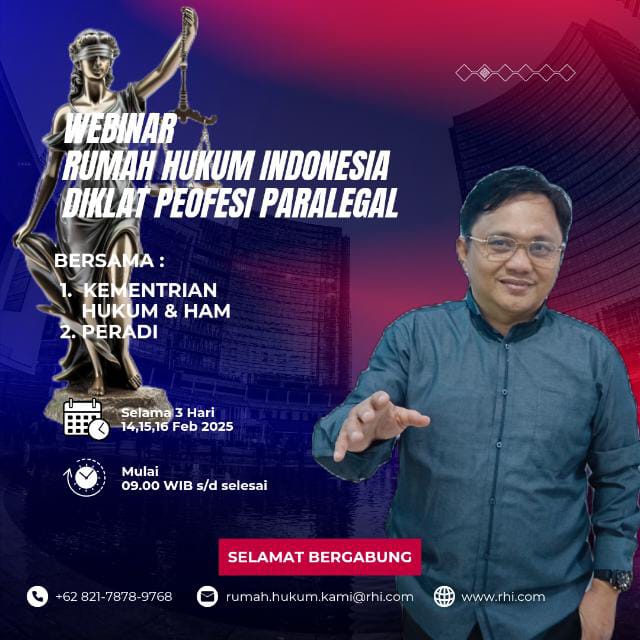 WEBINAR
RUMAH HUKUM INDONESIA
DIKLAT PEOFESI PARALEGAL
BERSAMA :
1. KEMENTRIAN
HUKUM & HAM
2. PERADI
Selama 3 Hari
14,15,16 Feb 2025
Mulai
09.00 WIB s/d selesai
SELAMAT BERGABUNG
+62 821-7878-9768
rumah.hukum.kami@rhi.com
www.rhi.com